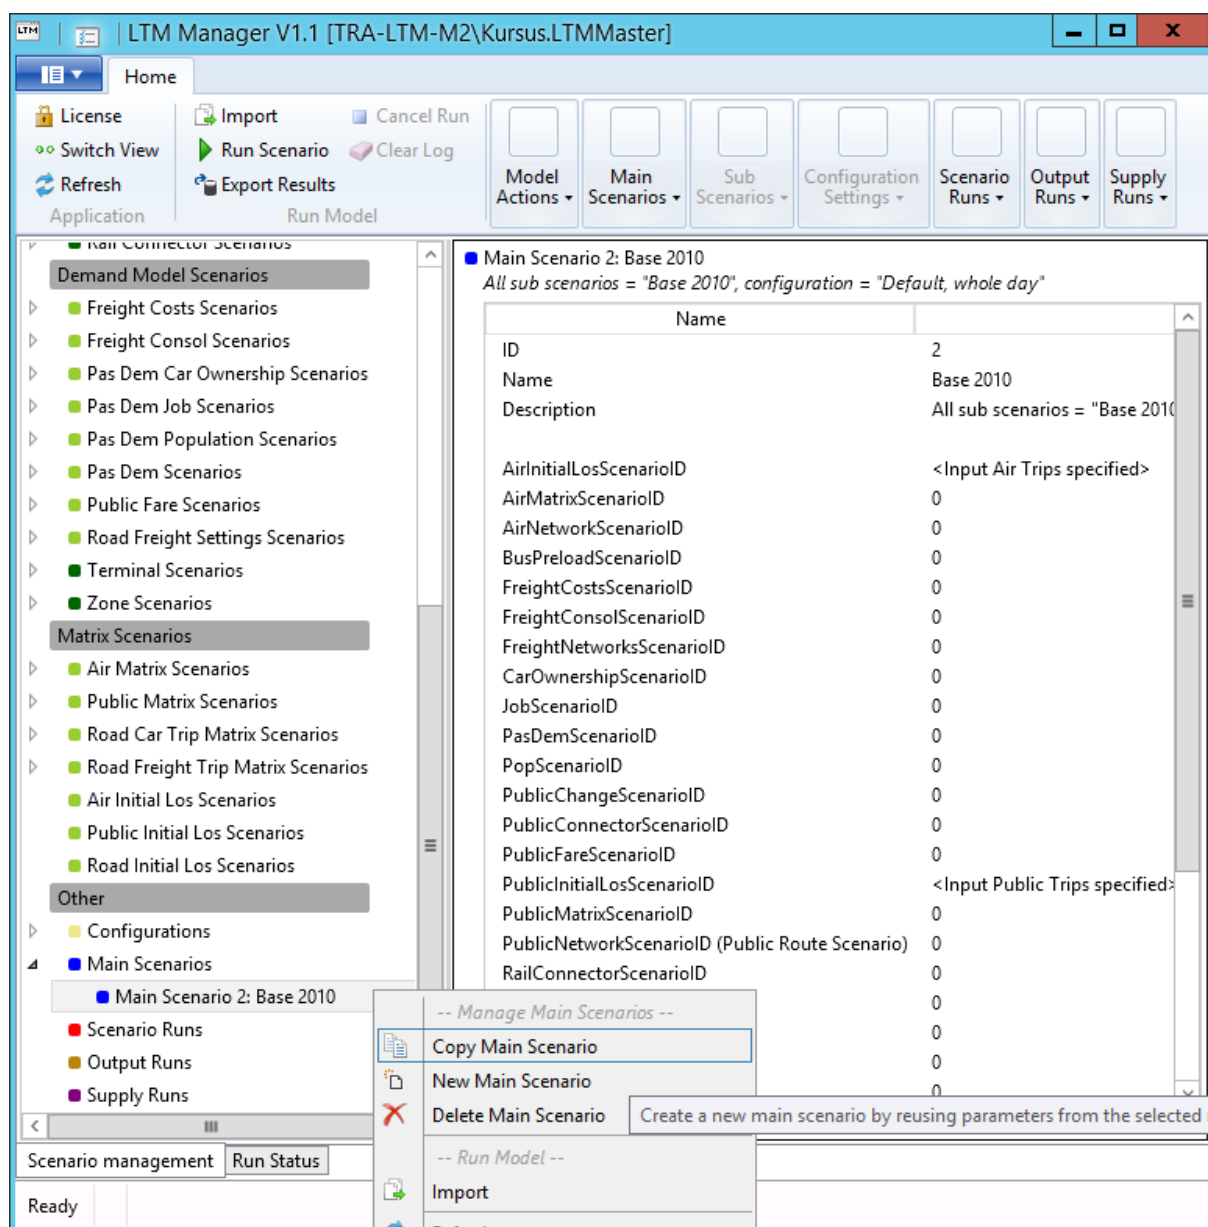 LTM LTM Manager V1.1 [TRA-LTM-M2\Kursus.LTMMaster]
Home
License Import Cancel Run
Switch View Run Scenario Clear Log
Refresh Export Results
Application Run Model
Model Actions
Main Scenarios
Sub Scenarios
Configuration Settings
Scenario Runs
Output Runs
Supply Runs
Rail Connector Scenarios
Demand Model Scenarios
Freight Costs Scenarios
Freight Consol Scenarios
Pas Dem Car Ownership Scenarios
Pas Dem Job Scenarios
Pas Dem Population Scenarios
Pas Dem Scenarios
Public Fare Scenarios
Road Freight Settings Scenarios
Terminal Scenarios
Zone Scenarios
Matrix Scenarios
Air Matrix Scenarios
Public Matrix Scenarios
Road Car Trip Matrix Scenarios
Road Freight Trip Matrix Scenarios
Air Initial Los Scenarios
Public Initial Los Scenarios
Road Initial Los Scenarios
Other
Configurations
Main Scenarios
Main Scenario 2: Base 2010
Scenario Runs
Output Runs
Supply Runs
Main Scenario 2: Base 2010
All sub scenarios = "Base 2010", configuration = "Default, whole day"
Name
ID 2
Name Base 2010
Description All sub scenarios = "Base 2010
AirInitialLosScenarioID <Input Air Trips specified>
AirMatrixScenarioID 0
AirNetworkScenarioID 0
BusPreloadScenarioID 0
FreightCostsScenarioID 0
FreightConsolScenarioID 0
FreightNetworksScenarioID 0
CarOwnershipScenarioID 0
JobScenarioID 0
PasDemScenarioID 0
PopScenarioID 0
PublicChangeScenarioID 0
PublicConnectorScenarioID 0
PublicFareScenarioID 0
PublicInitialLosScenarioID <Input Public Trips specified>
PublicMatrixScenarioID 0
PublicNetworkScenarioID (Public Route Scenario) 0
RailConnectorScenarioID 0
0
0
0
0
-- Manage Main Scenarios --
Copy Main Scenario
New Main Scenario
Delete Main Scenario
Create a new main scenario by reusing parameters from the selected
-- Run Model --
Import
Scenario management Run Status
Ready